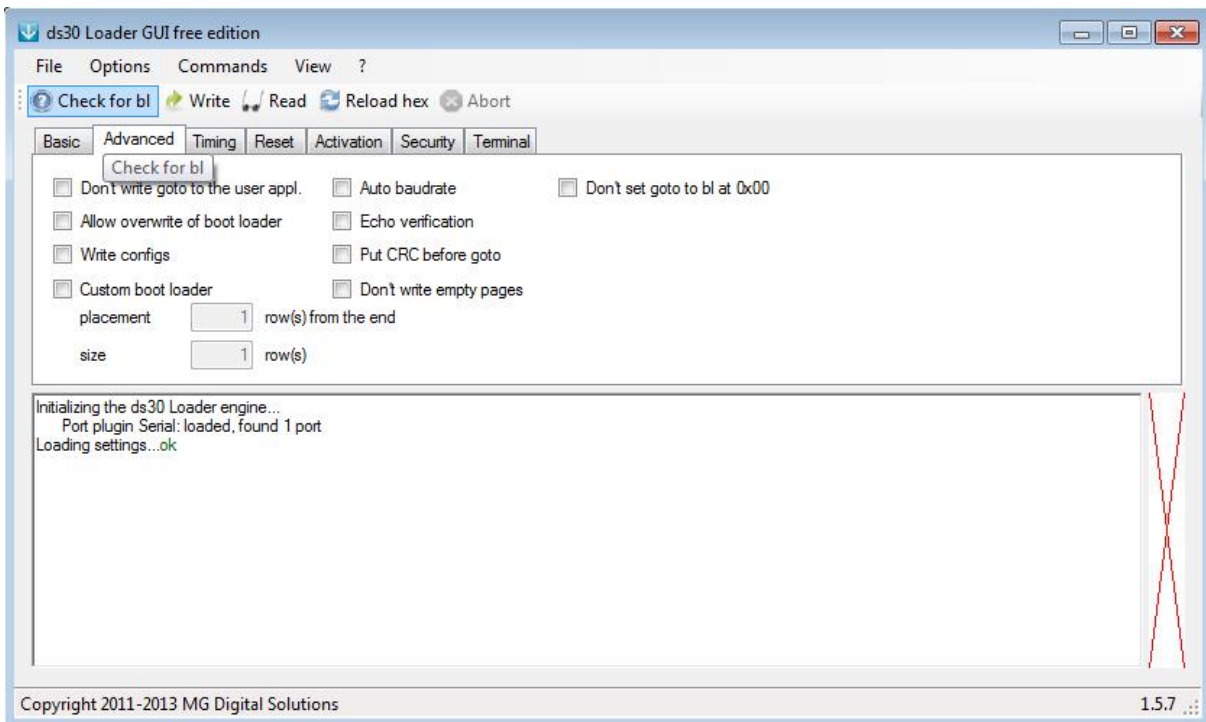 ds30 Loader GUI free edition
File Options Commands View ?
Check for bl Write Read Reload hex Abort
Basic Advanced Timing Reset Activation Security Terminal
Check for bl
Don't write goto to the user appl. Auto baudrate Don't set goto to bl at 0x00
Allow overwrite of boot loader Echo verification
Write configs Put CRC before goto
Custom boot loader Don't write empty pages
placement 1 row(s) from the end
size 1 row(s)
Initializing the ds30 Loader engine...
Port plugin Serial: loaded, found 1 port
Loading settings...ok
Copyright 2011-2013 MG Digital Solutions 1.5.7